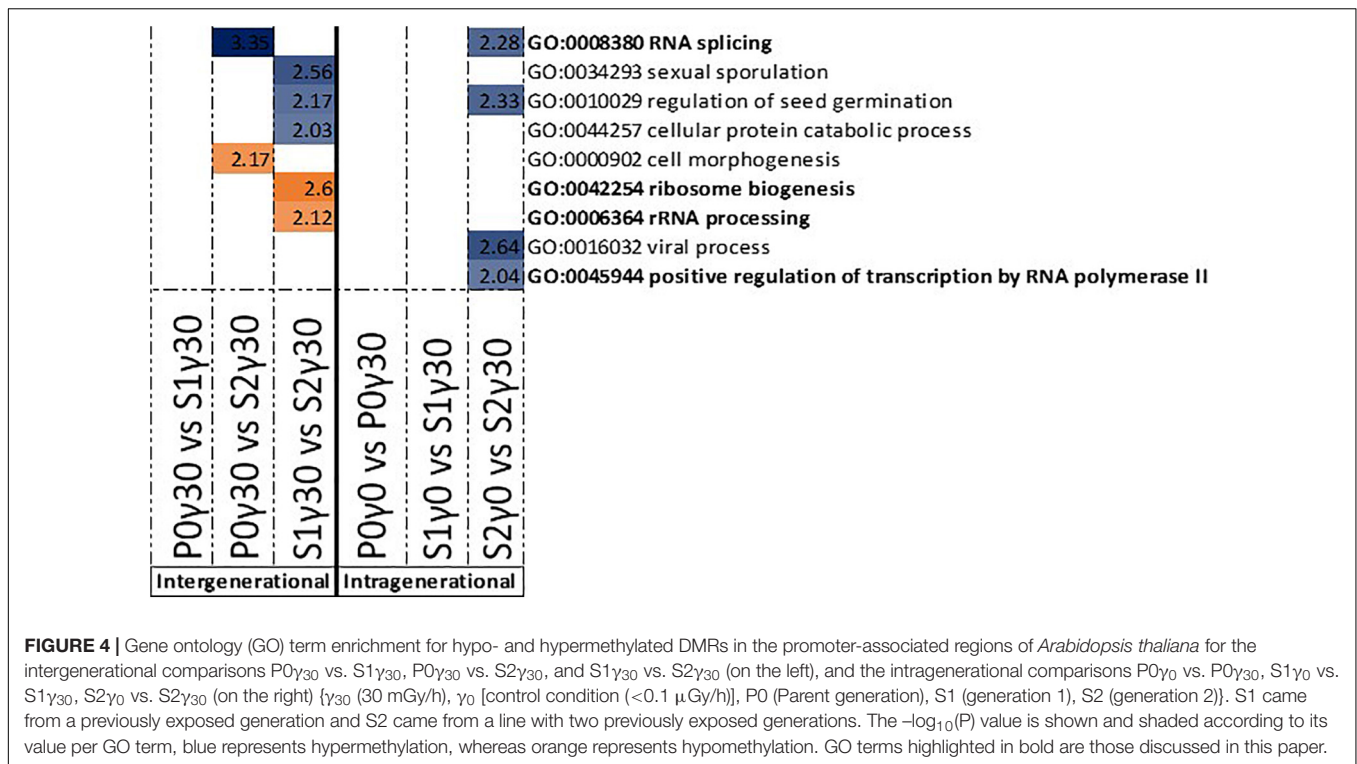 3.35 2.28 GO:0008380 RNA splicing
2.56 GO:0034293 sexual sporulation
2.17 2.33 GO:0010029 regulation of seed germination
2.03 GO:0044257 cellular protein catabolic process
2.17 GO:0000902 cell morphogenesis
2.6 GO:0042254 ribosome biogenesis
2.12 GO:0006364 rRNA processing
2.64 GO:0016032 viral process
2.04 GO:0045944 positive regulation of transcription by RNA polymerase II
P0γ30 vs S1γ30
P0γ30 vs S2γ30
S1γ30 vs S2γ30
P0γ0 vs P0γ30
S1γ0 vs S1γ30
S2γ0 vs S2γ30
Intergenerational Intragenerational
FIGURE 4 | Gene ontology (GO) term enrichment for hypo- and hypermethylated DMRs in the promoter-associated regions of Arabidopsis thaliana for the
intergenerational comparisons P0γ30 vs. S1γ30, P0γ30 vs. S2γ30, and S1γ30 vs. S2γ30 (on the left), and the intragenerational comparisons P0γ0 vs. P0γ30, S1γ0 vs.
S1γ30, S2γ0 vs. S2γ30 (on the right) {γ30 (30 mGy/h), γ0 [control condition (<0.1 μGy/h)], P0 (Parent generation), S1 (generation 1), S2 (generation 2)}. S1 came
from a previously exposed generation and S2 came from a line with two previously exposed generations. The –log10(P) value is shown and shaded according to its
value per GO term, blue represents hypermethylation, whereas orange represents hypomethylation. GO terms highlighted in bold are those discussed in this paper.